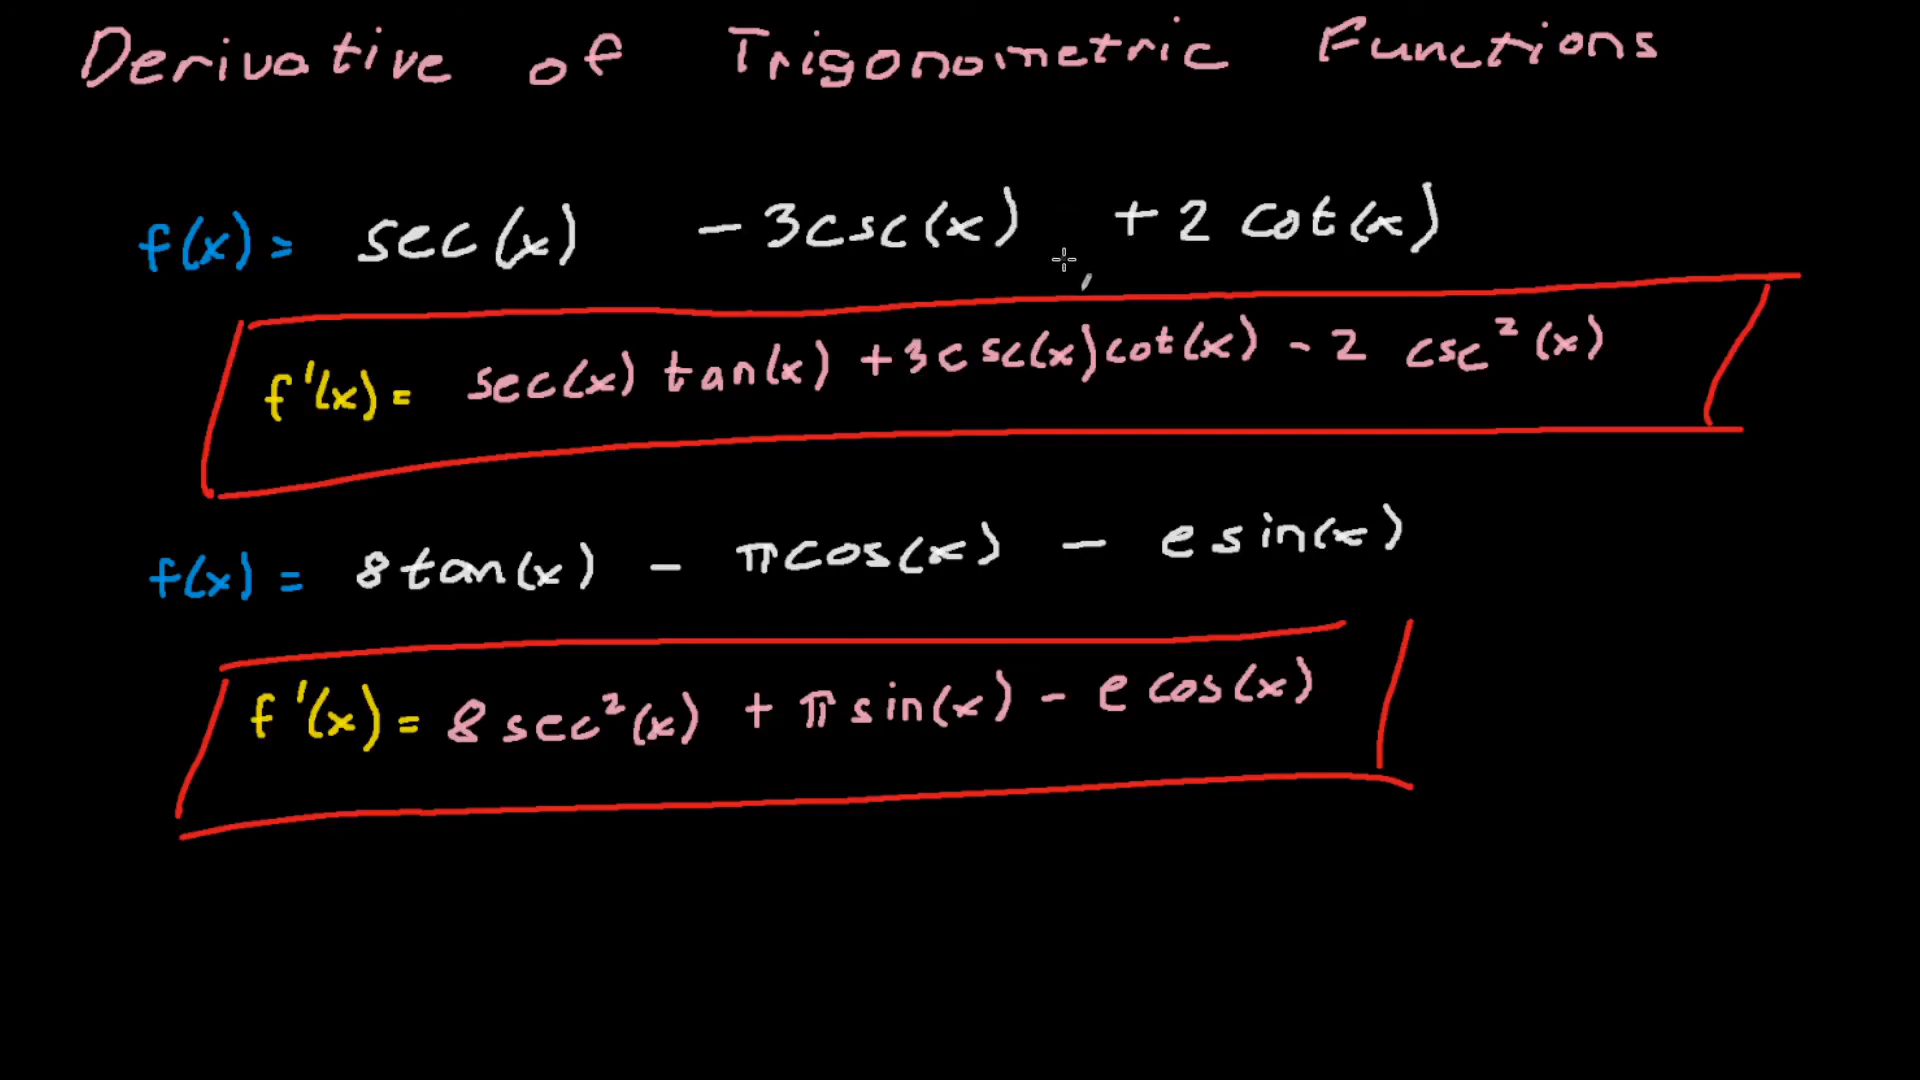 Derivative of Trigonometric Functions
f(x) = sec(x) - 3csc(x) + 2 cot(x)
f'(x) = sec(x) tan(x) + 3csc(x)cot(x) - 2 csc²(x)
f(x) = 8tan(x) - πcos(x) - e sin(x)
f'(x) = 8 sec²(x) + π sin(x) - e cos(x)